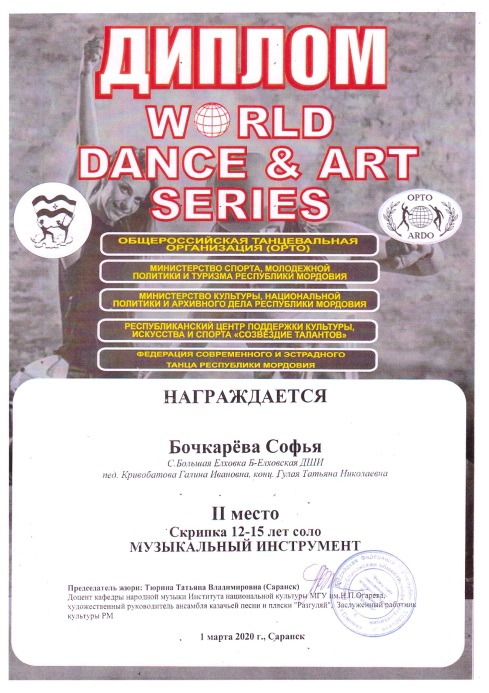 ДИПЛОМ
WORLD
DANCE & ART
SERIES
ОРТО
ARDO
ОБЩЕРОССИЙСКАЯ ТАНЦЕВАЛЬНАЯ
ОРГАНИЗАЦИЯ (ОРТО)
МИНИСТЕРСТВО СПОРТА, МОЛОДЕЖНОЙ
ПОЛИТИКИ И ТУРИЗМА РЕСПУБЛИКИ МОРДОВИЯ
МИНИСТЕРСТВО КУЛЬТУРЫ, НАЦИОНАЛЬНОЙ
ПОЛИТИКИ И АРХИВНОГО ДЕЛА РЕСПУБЛИКИ МОРДОВИЯ
РЕСПУБЛИКАНСКИЙ ЦЕНТР ПОДДЕРЖКИ КУЛЬТУРЫ,
ИСКУССТВА И СПОРТА «СОЗВЕЗДИЕ ТАЛАНТОВ»
ФЕДЕРАЦИЯ СОВРЕМЕННОГО И ЭСТРАДНОГО
ТАНЦА РЕСПУБЛИКИ МОРДОВИЯ
НАГРАЖДАЕТСЯ
Бочкарёва Софья
С.Большая Елховка Б-Елховская ДШИ
пед. Кривобатова Галина Ивановна, конц. Гулая Татьяна Николаевна
II место
Скрипка 12-15 лет соло
МУЗЫКАЛЬНЫЙ ИНСТРУМЕНТ
Председатель жюри: Тюрина Татьяна Владимировна (Саранск)
Доцент кафедры народной музыки Института национальной культуры МГУ им.Н.П.Огарева,
художественный руководитель ансамбля казачьей песни и пляски "Разгуляй", Заслуженный работник
культуры РМ
1 марта 2020 г., Саранск